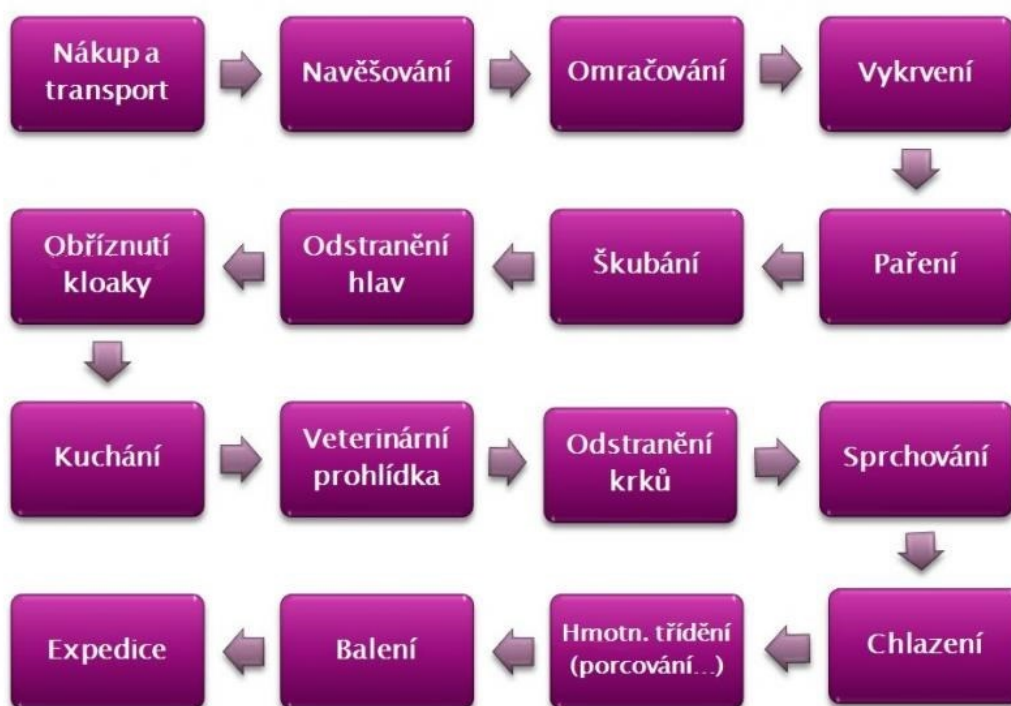 Nákup a
transport
Navěšování
Omračování
Vykrvení
Paření
Škubání
Odstranění
hlav
Obříznutí
kloaky
Kuchání
Veterinární
prohlídka
Odstranění
krků
Sprchování
Chlazení
Hmotn. třídění
(porcování...)
Balení
Expedice